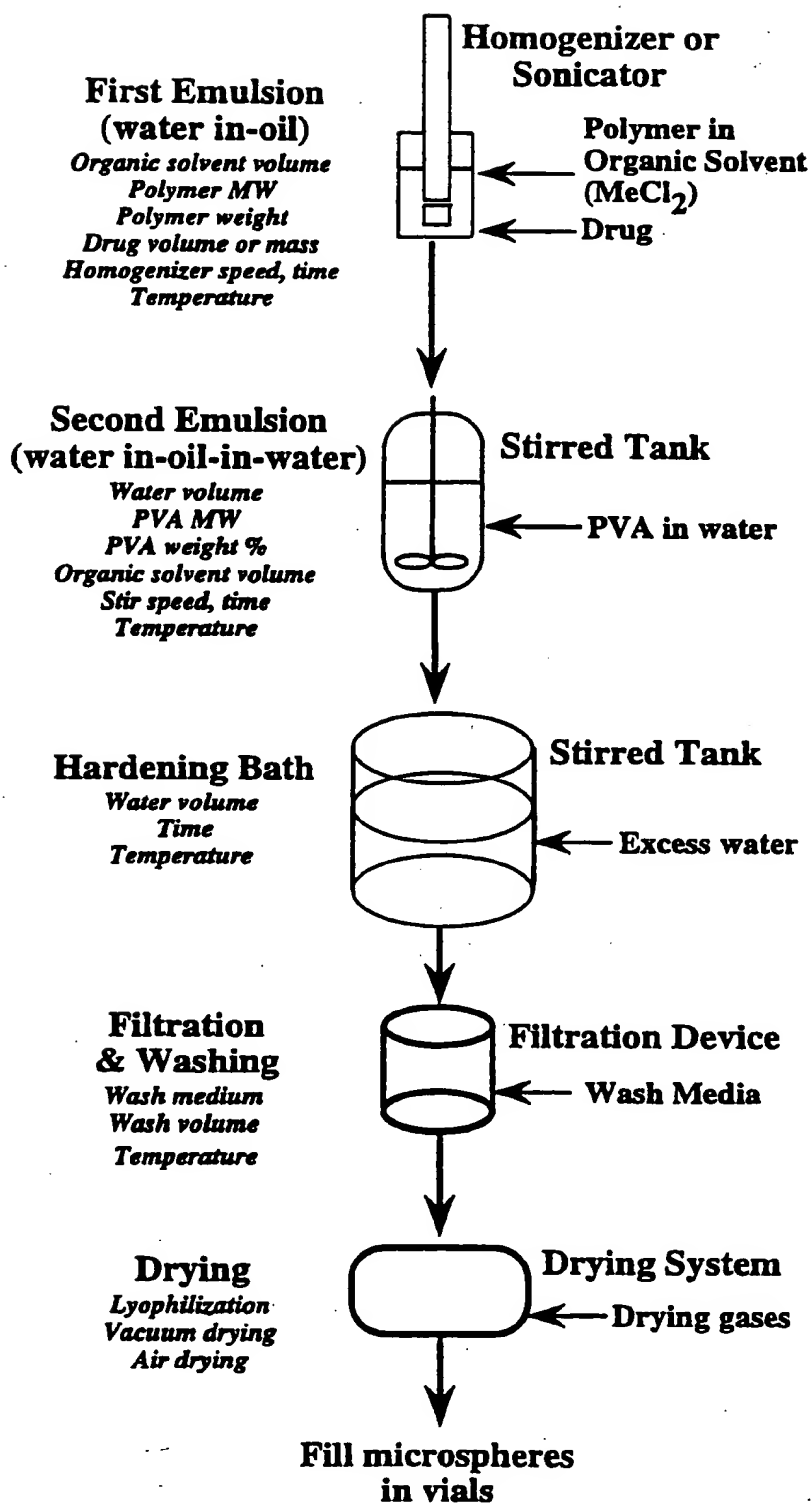 Homogenizer or
Sonicator
First Emulsion
(water in-oil)
Organic solvent volume
Polymer MW
Polymer weight
Drug volume or mass
Homogenizer speed, time
Temperature
Polymer in
Organic Solvent
(MeCl2)
Drug
Second Emulsion
(water in-oil-in-water)
Water volume
PVA MW
PVA weight %
Organic solvent volume
Stir speed, time
Temperature
Stirred Tank
PVA in water
Hardening Bath
Water volume
Time
Temperature
Stirred Tank
Excess water
Filtration
& Washing
Wash medium
Wash volume
Temperature
Filtration Device
Wash Media
Drying
Lyophilization
Vacuum drying
Air drying
Drying System
Drying gases
Fill microspheres
in vials